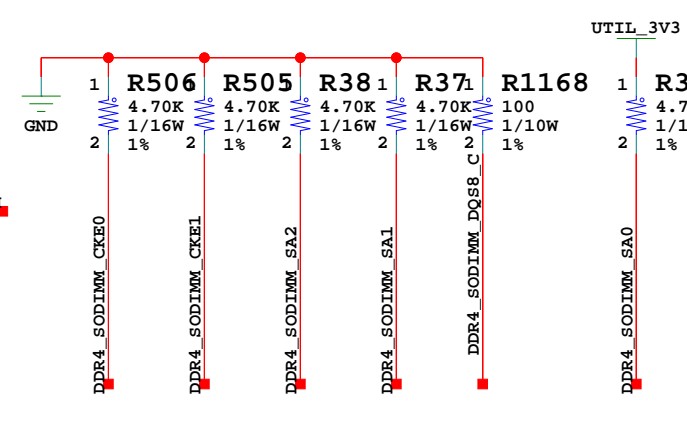 UTIL_3V3
1 R506 4.70K 1/16W 2 1%
1 R505 4.70K 1/16W 2 1%
1 R38 4.70K 1/16W 2 1%
1 R37 4.70K 1/16W 2 1%
1 R1168 100 1/10W 2 1%
1 R3 4.7 1/1 2 1%
GND
DDR4_SODIMM_CKE0
DDR4_SODIMM_CKE1
DDR4_SODIMM_SA2
DDR4_SODIMM_SA1
DDR4_SODIMM_DQS8_C
DDR4_SODIMM_SA0